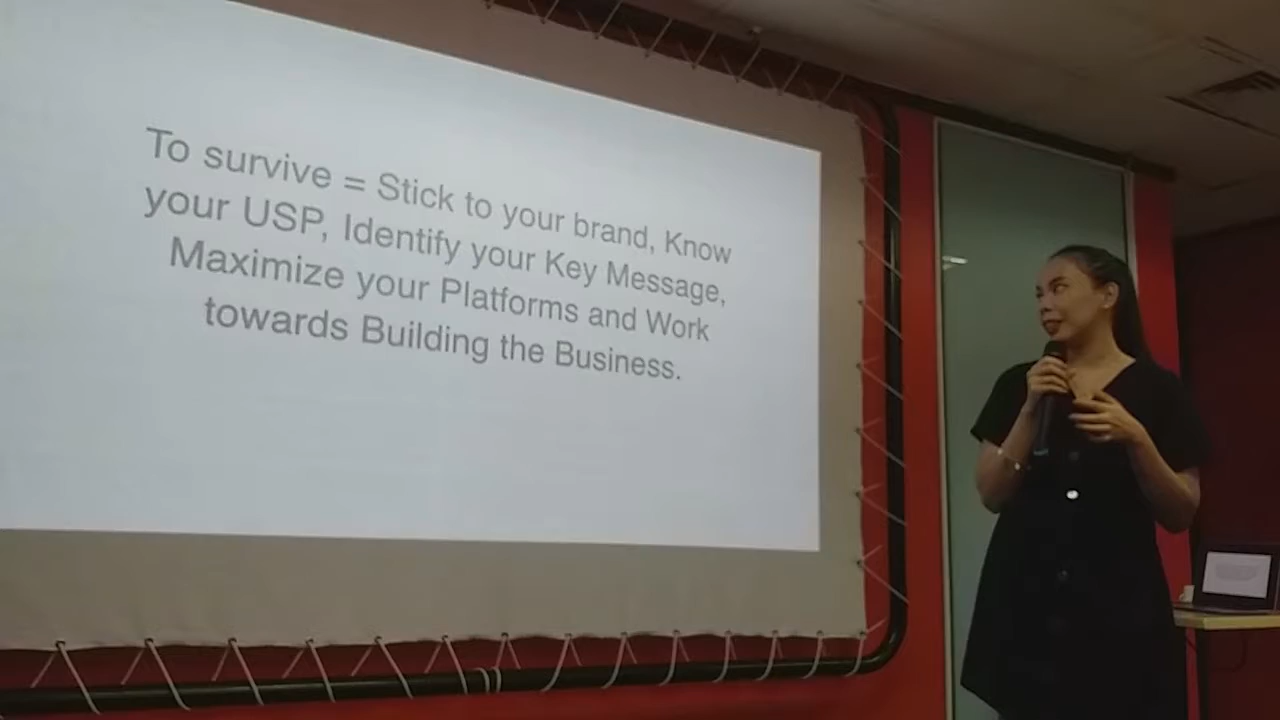 To survive = Stick to your brand, Know
your USP, Identify your Key Message,
Maximize your Platforms and Work
towards Building the Business.